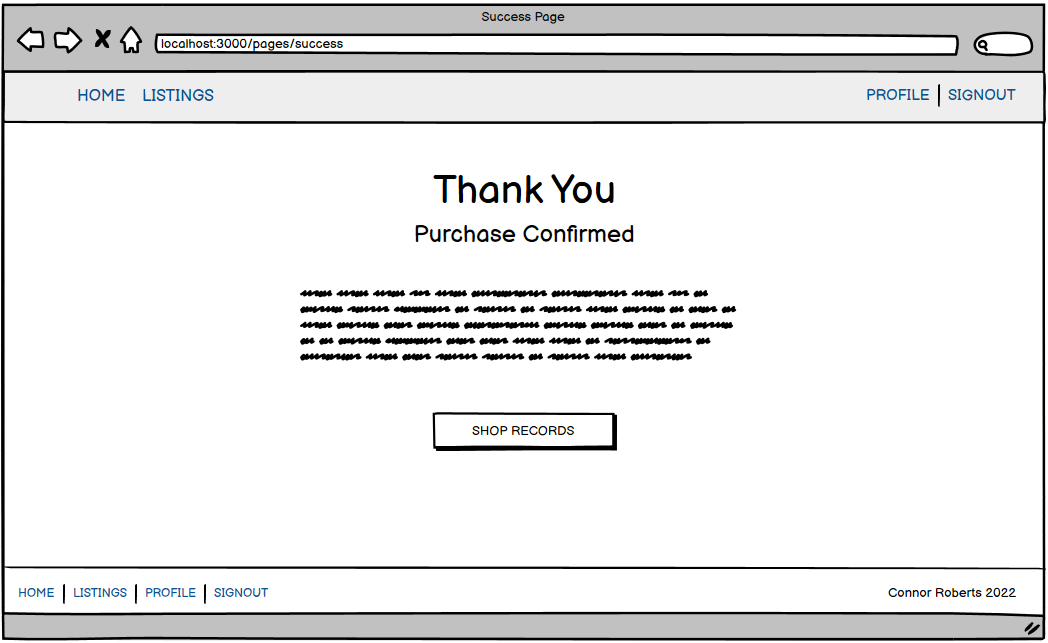 Success Page
localhost:3000/pages/success
HOME LISTINGS PROFILE | SIGNOUT
Thank You
Purchase Confirmed
SHOP RECORDS
HOME | LISTINGS | PROFILE | SIGNOUT Connor Roberts 2022